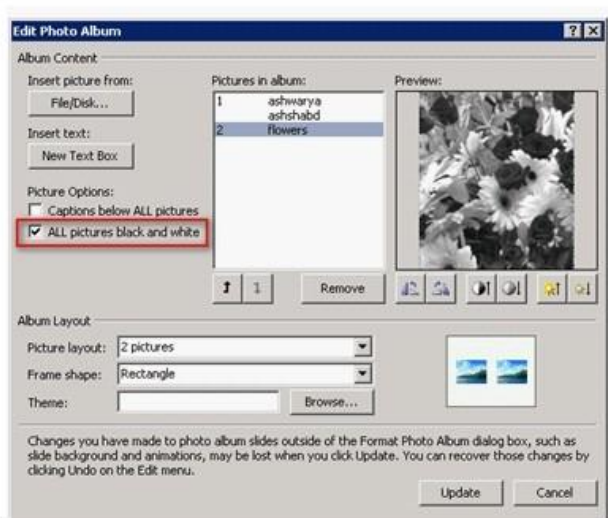 Edit Photo Album
Album Content
Insert picture from:
File/Disk...
Insert text:
New Text Box
Picture Options:
Captions below ALL pictures
ALL pictures black and white
Pictures in album:
1 ashwarya
ashshabd
2 flowers
Remove
Preview:
Album Layout
Picture layout: 2 pictures
Frame shape: Rectangle
Theme:
Browse...
Changes you have made to photo album slides outside of the Format Photo Album dialog box, such as
slide background and animations, may be lost when you click Update. You can recover those changes by
clicking Undo on the Edit menu.
Update
Cancel